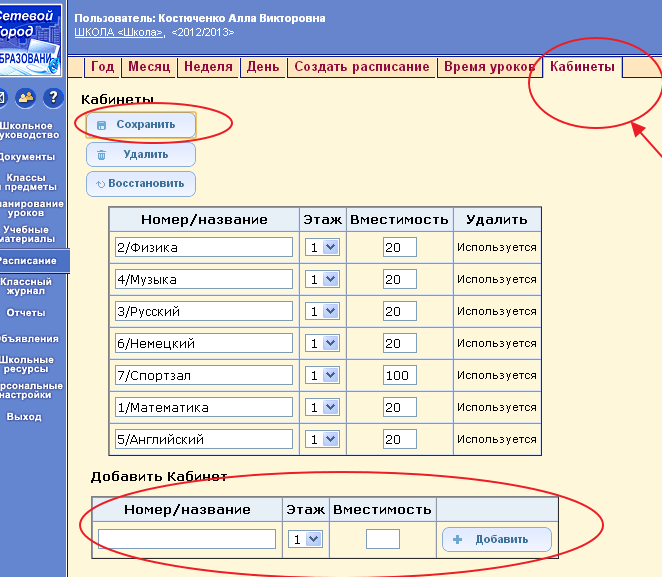 Сетевой
Город
ОБРАЗОВАНИ
Пользователь: Костюченко Алла Викторовна
ШКОЛА <Школа>, <2012/2013>
Год Месяц Неделя День Создать расписание Время уроков Кабинеты
?
Школьное
уководство
Документы
Классы
предметы
ланирование
уроков
Учебные
материалы
Расписание
Классный
журнал
Отчеты
бъявления
Школьные
ресурсы
рсональные
настройки
Выход
Кабинеты
Сохранить
Удалить
Восстановить
Номер/название Этаж Вместимость Удалить
2/Физика 1 20 Используется
4/Музыка 1 20 Используется
3/Русский 1 20 Используется
6/Немецкий 1 20 Используется
7/Спортзал 1 100 Используется
1/Математика 1 20 Используется
5/Английский 1 20 Используется
Добавить Кабинет
Номер/название Этаж Вместимость
1 Добавить